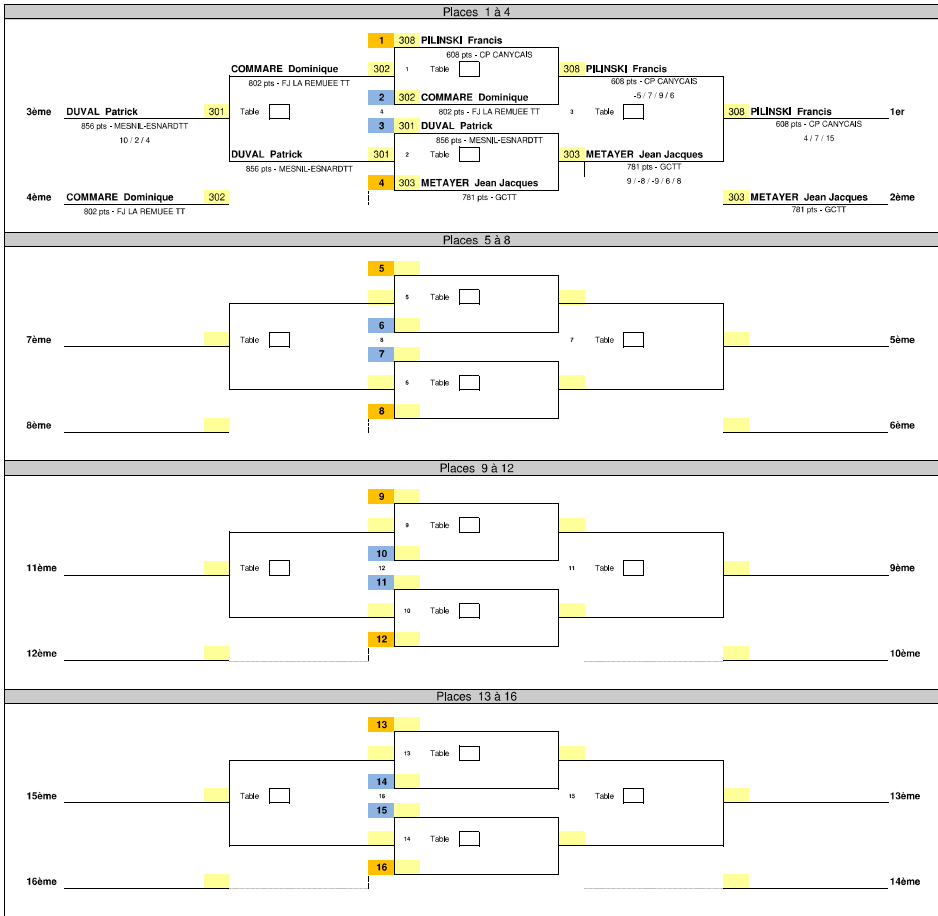 Places 1 à 4
1 308 PILINSKI Francis
608 pts - CP CANYCAIS
COMMARE Dominique 302 1 Table 308 PILINSKI Francis
802 pts - FJ LA REMUEE TT 608 pts - CP CANYCAIS
2 302 COMMARE Dominique -5 / 7 / 9 / 6
3ème DUVAL Patrick 301 Table 4 802 pts - FJ LA REMUEE TT 3 Table 308 PILINSKI Francis 1er
856 pts - MESNIL-ESNARDTT 3 301 DUVAL Patrick 608 pts - CP CANYCAIS
10 / 2 / 4 856 pts - MESNIL-ESNARDTT 4 / 7 / 15
DUVAL Patrick 301 2 Table 303 METAYER Jean Jacques
856 pts - MESNIL-ESNARDTT 781 pts - GCTT
4 303 METAYER Jean Jacques 9 / -8 / -9 / 6 / 8
4ème COMMARE Dominique 302 781 pts - GCTT 303 METAYER Jean Jacques 2ème
802 pts - FJ LA REMUEE TT 781 pts - GCTT
Places 5 à 8
5
5 Table
6
7ème Table 8 7 Table 5ème
7
6 Table
8
8ème 6ème
Places 9 à 12
9
9 Table
10
11ème Table 12 11 Table 9ème
11
10 Table
12
12ème 10ème
Places 13 à 16
13
13 Table
14
15ème Table 16 15 Table 13ème
15
14 Table
16
16ème 14ème